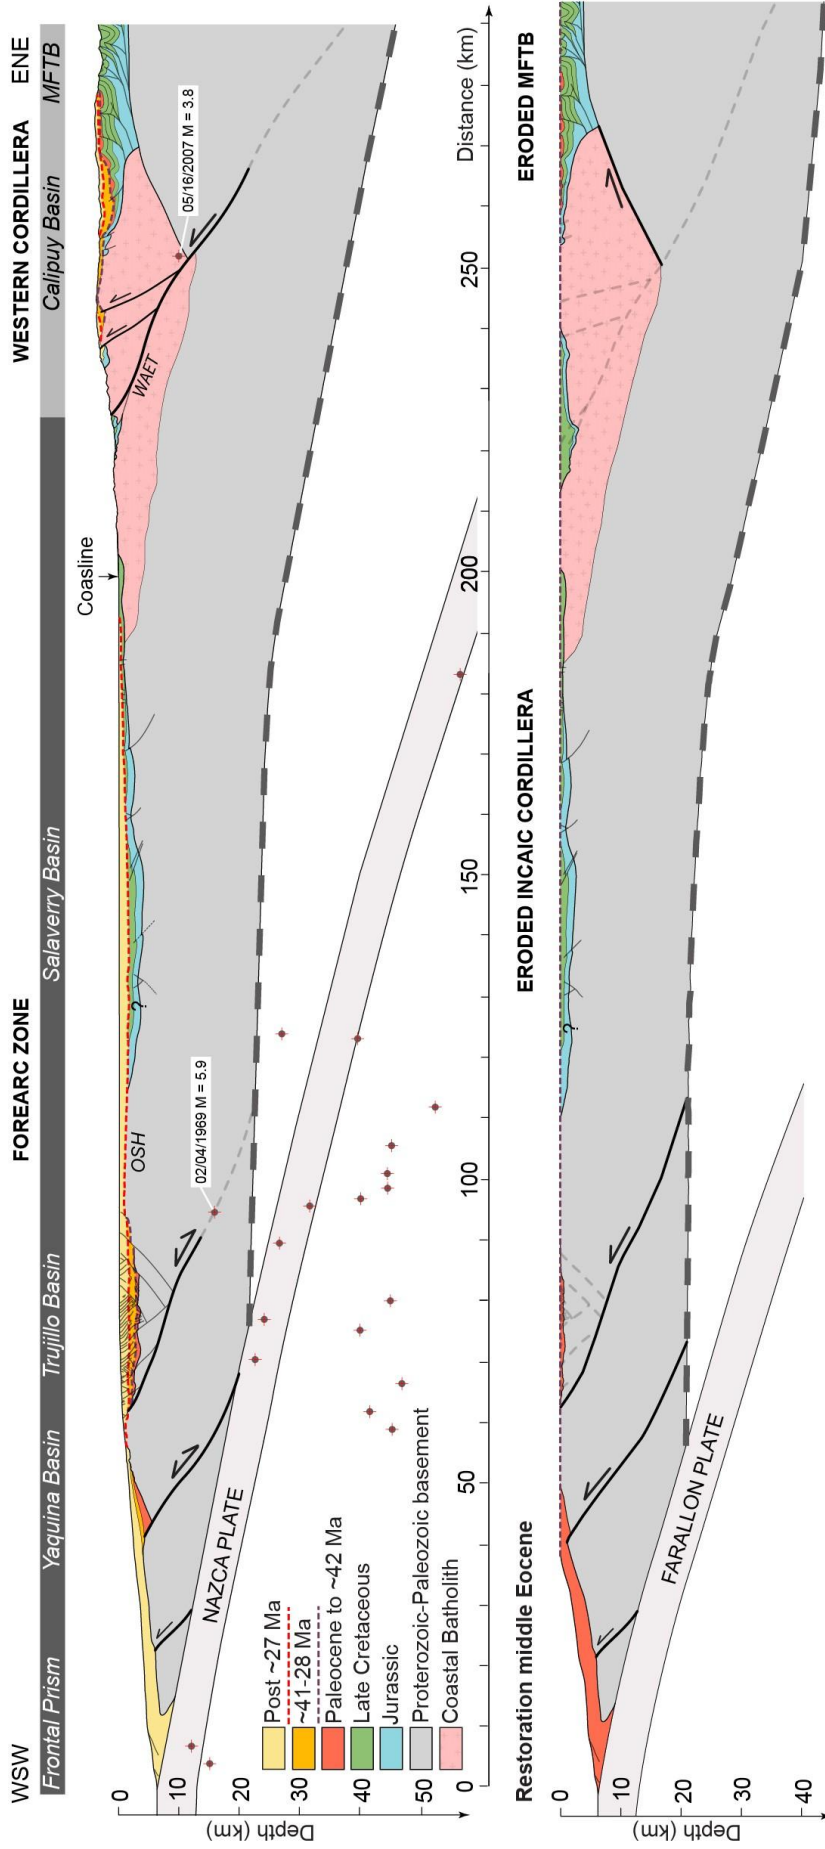 WSW
FOREARC ZONE
WESTERN CORDILLERA
ENE
Frontal Prism
Yaquina Basin
Trujillo Basin
Salaverry Basin
Calipuy Basin
MFTB
Coasline
0
10
20
30
40
50
Depth (km)
OSH
?
WAET
02/04/1969 M = 5.9
05/16/2007 M = 3.8
NAZCA PLATE
Post ~27 Ma
~41-28 Ma
Paleocene to ~42 Ma
Late Cretaceous
Jurassic
Proterozoic-Paleozoic basement
Coastal Batholith
0
50
100
150
200
250
Distance (km)
Restoration middle Eocene
ERODED INCAIC CORDILLERA
ERODED MFTB
0
10
20
30
40
Depth (km)
?
FARALLON PLATE